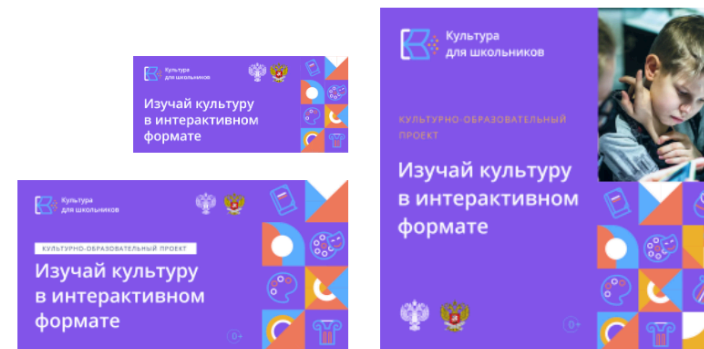 Культура
для школьников
Изучай культуру
в интерактивном
формате
Культура
для школьников
КУЛЬТУРНО-ОБРАЗОВАТЕЛЬНЫЙ ПРОЕКТ
Изучай культуру
в интерактивном
формате
0+
Культура
для школьников
КУЛЬТУРНО-ОБРАЗОВАТЕЛЬНЫЙ
ПРОЕКТ
Изучай культуру
в интерактивном
формате
0+